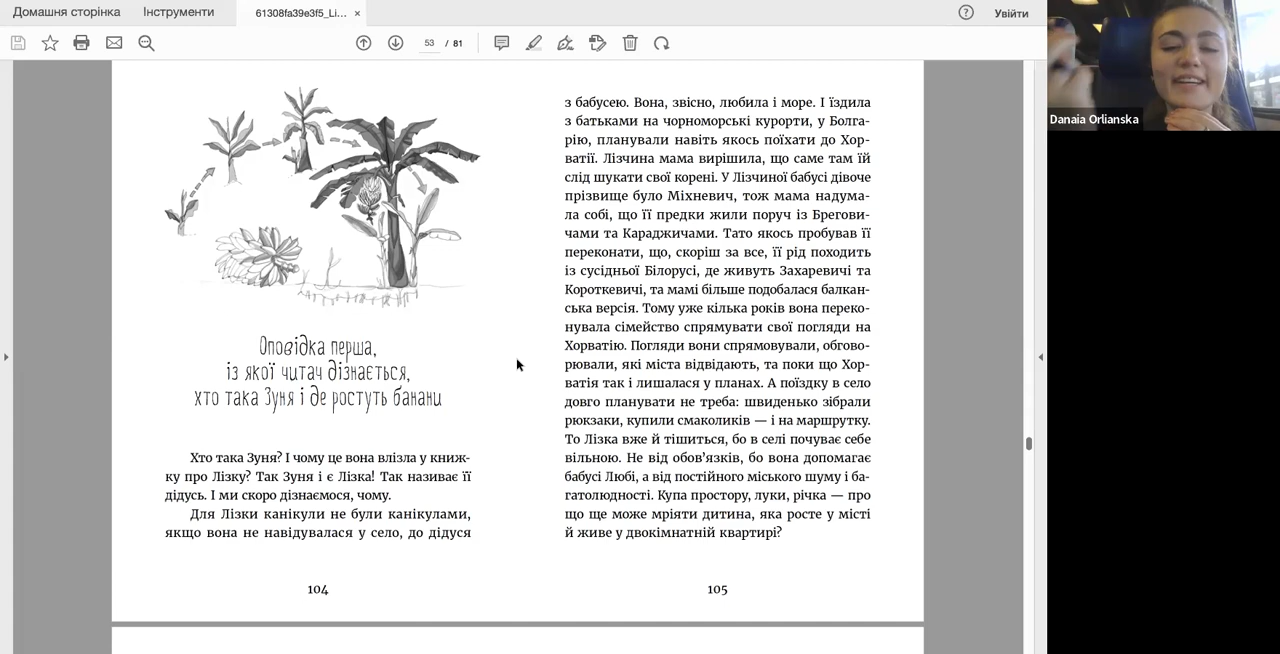 Домашня сторінка
Інструменти
61308fa39e3f5_Li...
×
Увійти
53 / 81
Danaia Orlianska
Оповідка перша,
із якої читач дізнається,
хто така Зуня і де ростуть банани
Хто така Зуня? І чому це вона влізла у книж-
ку про Лізку? Так Зуня і є Лізка! Так називає її
дідусь. І ми скоро дізнаємося, чому.
Для Лізки канікули не були канікулами,
якщо вона не навідувалася у село, до дідуся
104
з бабусею. Вона, звісно, любила і море. І їздила
з батьками на чорноморські курорти, у Болга-
рію, планували навіть якось поїхати до Хор-
ватії. Лізчина мама вирішила, що саме там їй
слід шукати свої корені. У Лізчиної бабусі дівоче
прізвище було Міхневич, тож мама надума-
ла собі, що її предки жили поруч із Брегови-
чами та Караджичами. Тато якось пробував її
переконати, що, скоріш за все, її рід походить
із сусідньої Білорусі, де живуть Захаревичі та
Короткевичі, та мамі більше подобалася балкан-
ська версія. Тому уже кілька років вона переко-
нувала сімейство спрямувати свої погляди на
Хорватію. Погляди вони спрямовували, обгово-
рювали, які міста відвідають, та поки що Хор-
ватія так і лишалася у планах. А поїздку в село
довго планувати не треба: швиденько зібрали
рюкзаки, купили смаколиків — і на маршрутку.
То Лізка вже й тішиться, бо в селі почуває себе
вільною. Не від обов’язків, бо вона допомагає
бабусі Любі, а від постійного міського шуму і ба-
гатолюдності. Купа простору, луки, річка — про
що ще може мріяти дитина, яка росте у місті
й живе у двокімнатній квартирі?
105